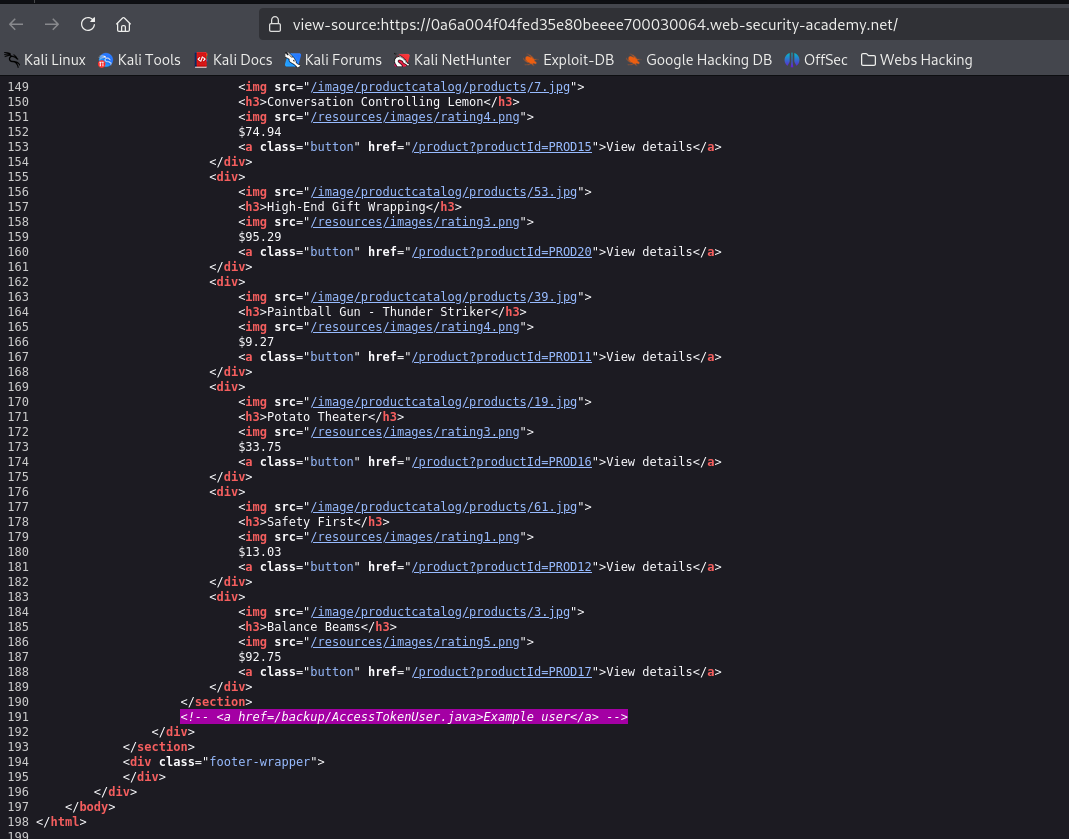 view-source:https://0a6a004f04fed35e80beeee700030064.web-security-academy.net/
Kali Linux Kali Tools Kali Docs Kali Forums Kali NetHunter Exploit-DB Google Hacking DB OffSec Webs Hacking
149 <img src="/image/productcatalog/products/7.jpg">
150 <h3>Conversation Controlling Lemon</h3>
151 <img src="/resources/images/rating4.png">
152 $74.94
153 <a class="button" href="/product?productId=PROD15">View details</a>
154 </div>
155 <div>
156 <img src="/image/productcatalog/products/53.jpg">
157 <h3>High-End Gift Wrapping</h3>
158 <img src="/resources/images/rating3.png">
159 $95.29
160 <a class="button" href="/product?productId=PROD20">View details</a>
161 </div>
162 <div>
163 <img src="/image/productcatalog/products/39.jpg">
164 <h3>Paintball Gun - Thunder Striker</h3>
165 <img src="/resources/images/rating4.png">
166 $9.27
167 <a class="button" href="/product?productId=PROD11">View details</a>
168 </div>
169 <div>
170 <img src="/image/productcatalog/products/19.jpg">
171 <h3>Potato Theater</h3>
172 <img src="/resources/images/rating3.png">
173 $33.75
174 <a class="button" href="/product?productId=PROD16">View details</a>
175 </div>
176 <div>
177 <img src="/image/productcatalog/products/61.jpg">
178 <h3>Safety First</h3>
179 <img src="/resources/images/rating1.png">
180 $13.03
181 <a class="button" href="/product?productId=PROD12">View details</a>
182 </div>
183 <div>
184 <img src="/image/productcatalog/products/3.jpg">
185 <h3>Balance Beams</h3>
186 <img src="/resources/images/rating5.png">
187 $92.75
188 <a class="button" href="/product?productId=PROD17">View details</a>
189 </div>
190 </section>
191 <!-- <a href=/backup/AccessTokenUser.java>Example user</a> -->
192 </div>
193 </section>
194 <div class="footer-wrapper">
195 </div>
196 </div>
197 </body>
198 </html>
199